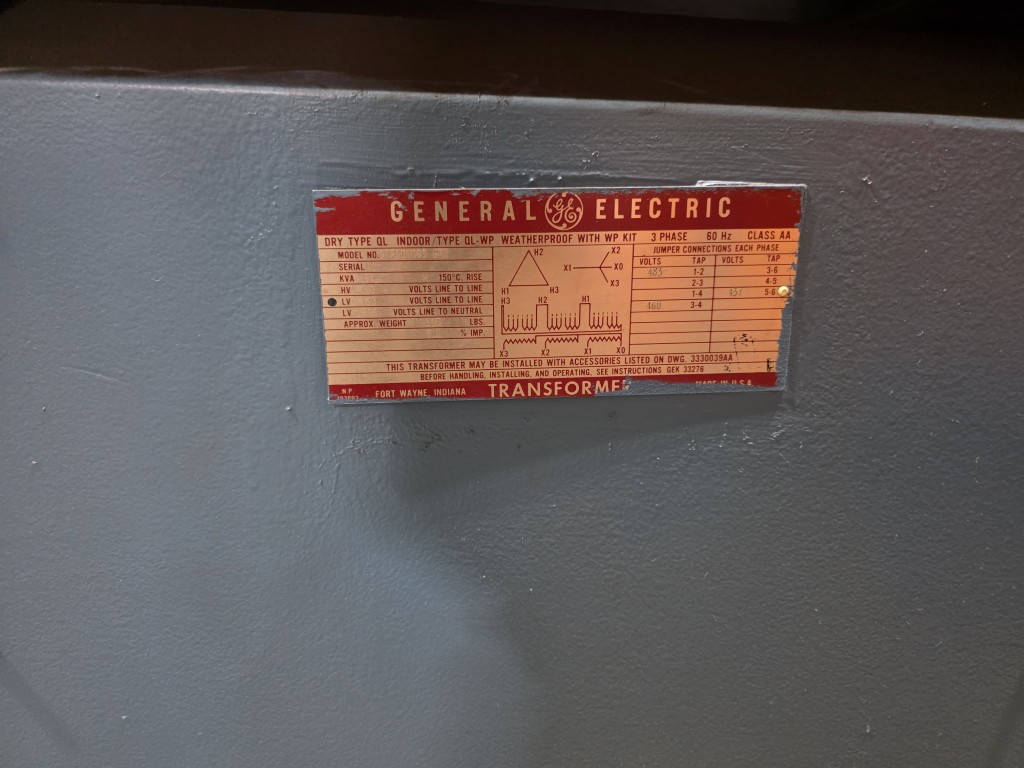 GENERAL GE ELECTRIC
DRY TYPE QL INDOOR/TYPE QL-WP WEATHERPROOF WITH WP KIT 3 PHASE 60 Hz CLASS AA
MODEL NO.
SERIAL
KVA 150°C. RISE
HV VOLTS LINE TO LINE
LV VOLTS LINE TO LINE
LV VOLTS LINE TO NEUTRAL
APPROX. WEIGHT LBS.
% IMP.
H2
H1 H3
X2
X1 X0
X3
H3 H2 H1
X3 X2 X1 X0
JUMPER CONNECTIONS EACH PHASE
VOLTS TAP VOLTS TAP
483 1-2 3-6
2-3 4-5
1-4 437 5-6
460 3-4
THIS TRANSFORMER MAY BE INSTALLED WITH ACCESSORIES LISTED ON DWG. 3330039AA
BEFORE HANDLING, INSTALLING, AND OPERATING, SEE INSTRUCTIONS GEK 33276
N P
FORT WAYNE, INDIANA TRANSFORMER MADE IN U.S.A.